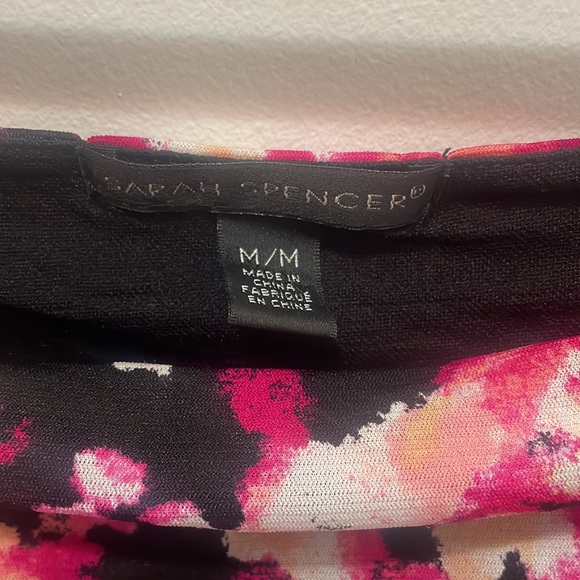 SARAH SPENCER®
M/M
MADE IN
CHINA
FABRIQUÉ
EN CHINE